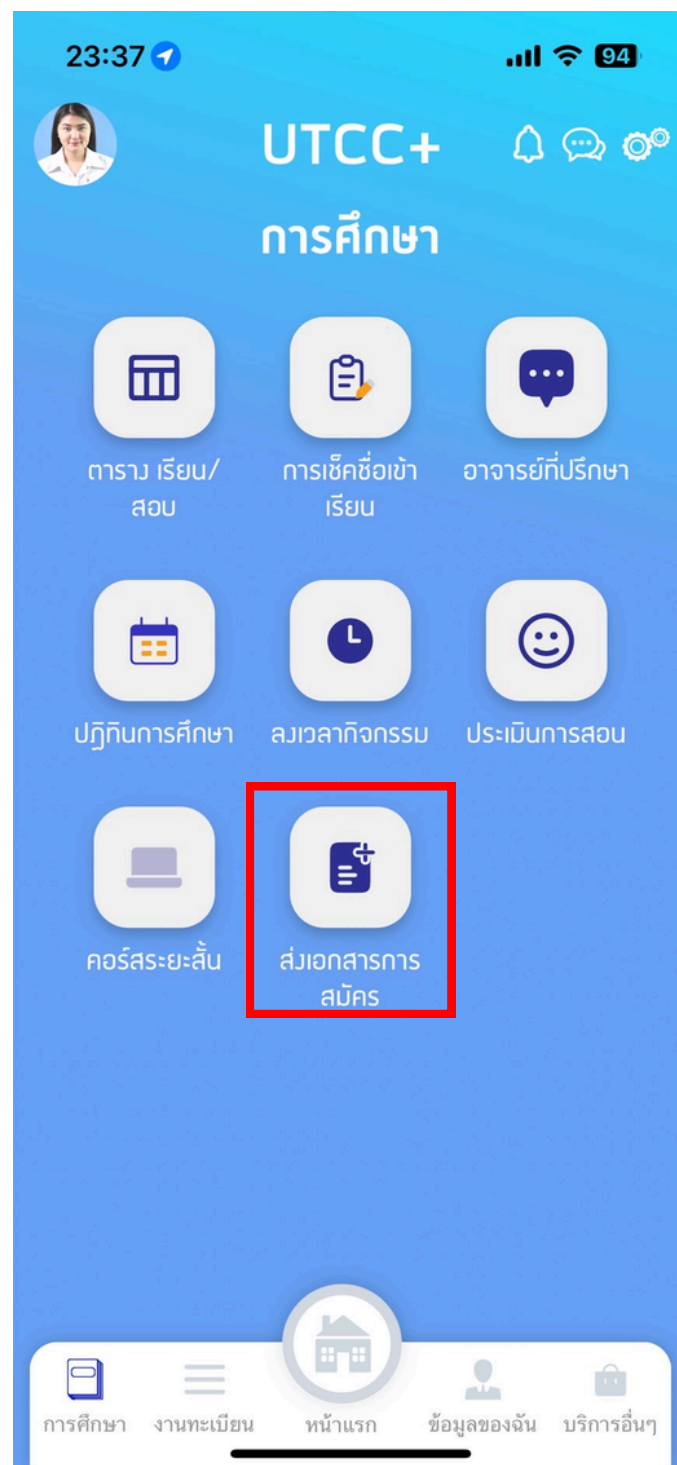 23:37
94
UTCC+
การศึกษา
ตาราง เรียน/
สอบ
การเช็คชื่อเข้า
เรียน
อาจารย์ที่ปรึกษา
ปฏิทินการศึกษา
ลงเวลากิจกรรม
ประเมินการสอน
คอร์สระยะสั้น
ส่งเอกสารการ
สมัคร
การศึกษา
งานทะเบียน
หน้าแรก
ข้อมูลของฉัน
บริการอื่นๆ